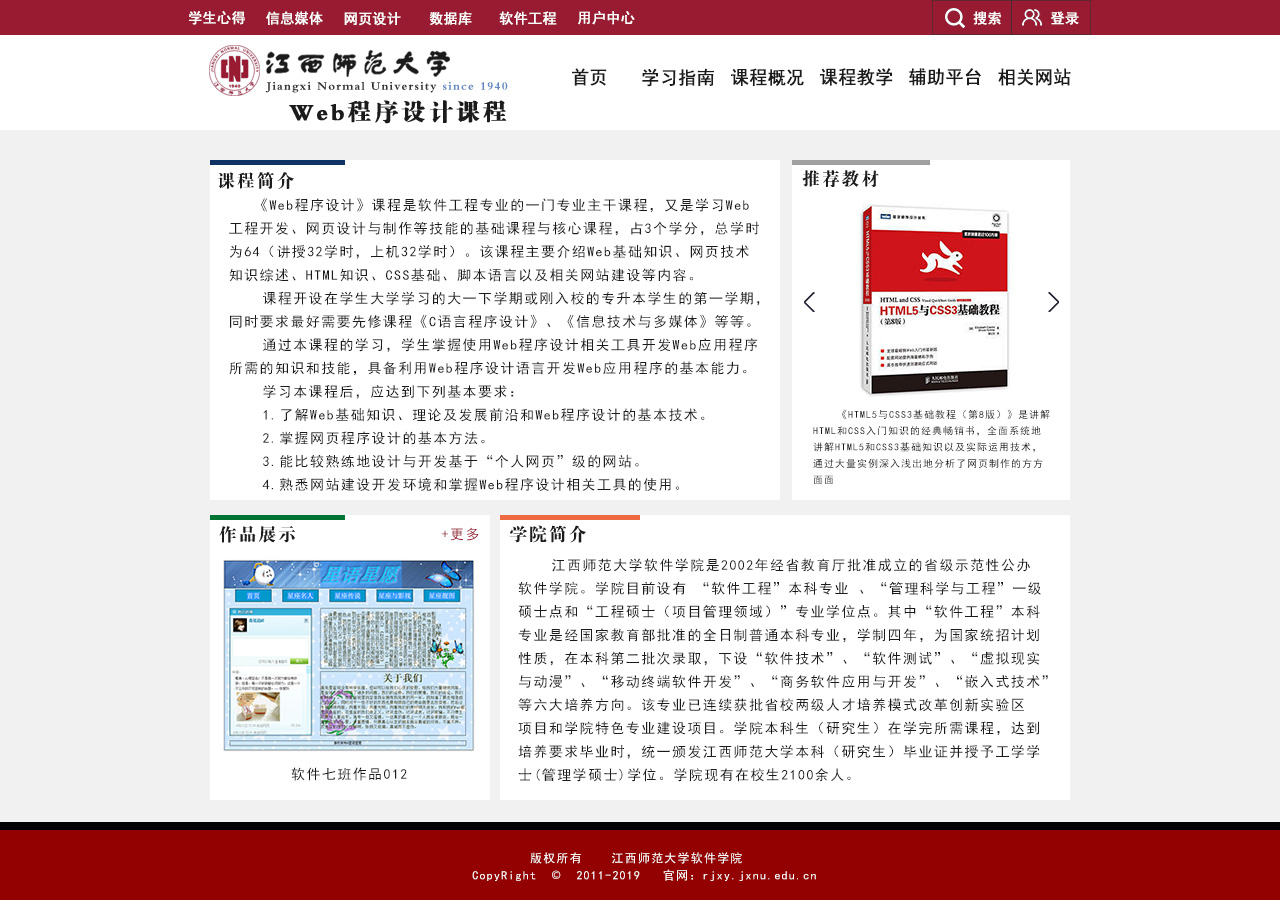 学生心得 信息媒体 网页设计 数据库 软件工程 用户中心 搜索 登录
江西师范大学
Jiangxi Normal University since 1940
Web程序设计课程
首页 学习指南 课程概况 课程教学 辅助平台 相关网站
课程简介
《Web程序设计》课程是软件工程专业的一门专业主干课程，又是学习Web
工程开发、网页设计与制作等技能的基础课程与核心课程，占3个学分，总学时
为64（讲授32学时，上机32学时）。该课程主要介绍Web基础知识、网页技术
知识综述、HTML知识、CSS基础、脚本语言以及相关网站建设等内容。
课程开设在学生大学学习的大一下学期或刚入校的专升本学生的第一学期，
同时要求最好需要先修课程《C语言程序设计》、《信息技术与多媒体》等等。
通过本课程的学习，学生掌握使用Web程序设计相关工具开发Web应用程序
所需的知识和技能，具备利用Web程序设计语言开发Web应用程序的基本能力。
学习本课程后，应达到下列基本要求：
1.了解Web基础知识、理论及发展前沿和Web程序设计的基本技术。
2.掌握网页程序设计的基本方法。
3.能比较熟练地设计与开发基于“个人网页”级的网站。
4.熟悉网站建设开发环境和掌握Web程序设计相关工具的使用。
推荐教材
HTML and CSS
HTML5与CSS3基础教程
（第8版）
人民邮电出版社
《HTML5与CSS3基础教程（第8版）》是讲解
HTML和CSS入门知识的经典畅销书，全面系统地
讲解HTML5和CSS3基础知识以及实际运用技术，
通过大量实例深入浅出地分析了网页制作的方方
面面
作品展示
+更多
星语星愿
首页 星座名人 星座传说 星座与影视 星座靓图
关于我们
软件七班作品012
学院简介
江西师范大学软件学院是2002年经省教育厅批准成立的省级示范性公办
软件学院。学院目前设有 “软件工程”本科专业 、“管理科学与工程”一级
硕士点和“工程硕士（项目管理领域）”专业学位点。其中“软件工程”本科
专业是经国家教育部批准的全日制普通本科专业，学制四年，为国家统招计划
性质，在本科第二批次录取，下设“软件技术”、“软件测试”、“虚拟现实
与动漫”、“移动终端软件开发”、“商务软件应用与开发”、“嵌入式技术”
等六大培养方向。该专业已连续获批省校两级人才培养模式改革创新实验区
项目和学院特色专业建设项目。学院本科生（研究生）在学完所需课程，达到
培养要求毕业时，统一颁发江西师范大学本科（研究生）毕业证并授予工学学
士(管理学硕士)学位。学院现有在校生2100余人。
版权所有 江西师范大学软件学院
CopyRight © 2011-2019 官网：rjxy.jxnu.edu.cn